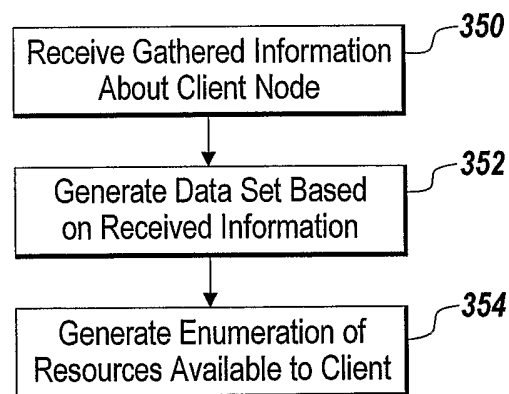 350
Receive Gathered Information
About Client Node
352
Generate Data Set Based
on Received Information
354
Generate Enumeration of
Resources Available to Client